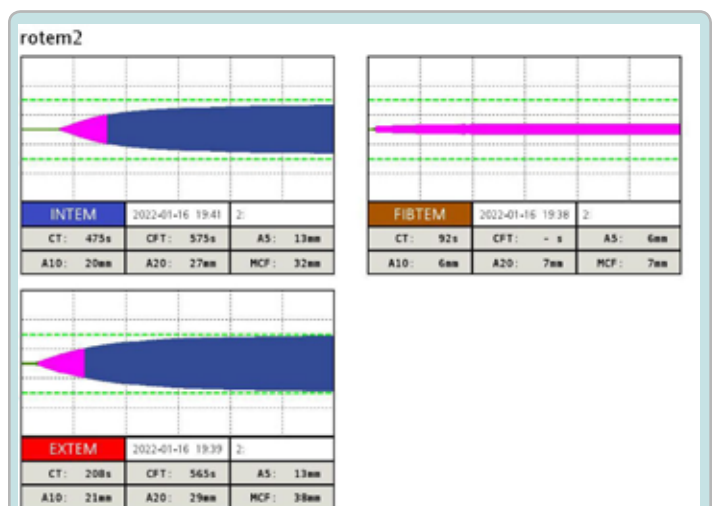 rotem2
INTEM 2022-01-16 19:41 2:
CT: 475s CFT: 575s A5: 13mm
A10: 20mm A20: 27mm MCF: 32mm
FIBTEM 2022-01-16 19:38 2:
CT: 92s CFT: - s A5: 6mm
A10: 6mm A20: 7mm MCF: 7mm
EXTEM 2022-01-16 19:39 2:
CT: 208s CFT: 565s A5: 13mm
A10: 21mm A20: 29mm MCF: 38mm